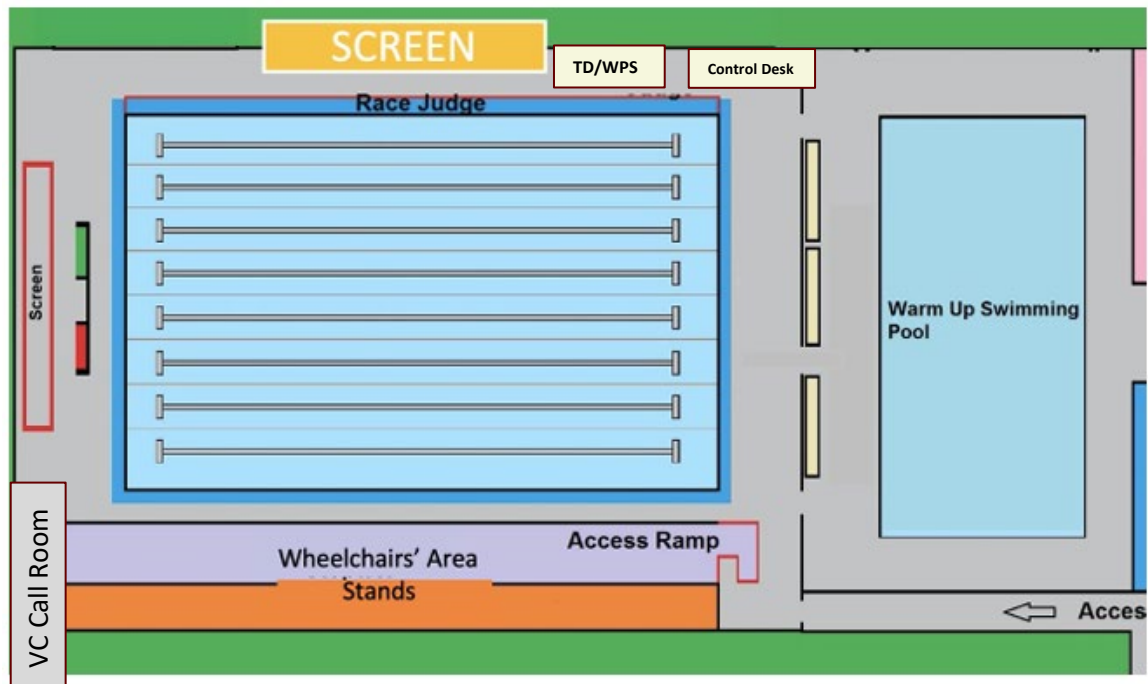 SCREEN
TD/WPS
Control Desk
Race Judge
Screen
Warm Up Swimming
Pool
Access Ramp
Wheelchairs’ Area
Stands
VC Call Room
Acces